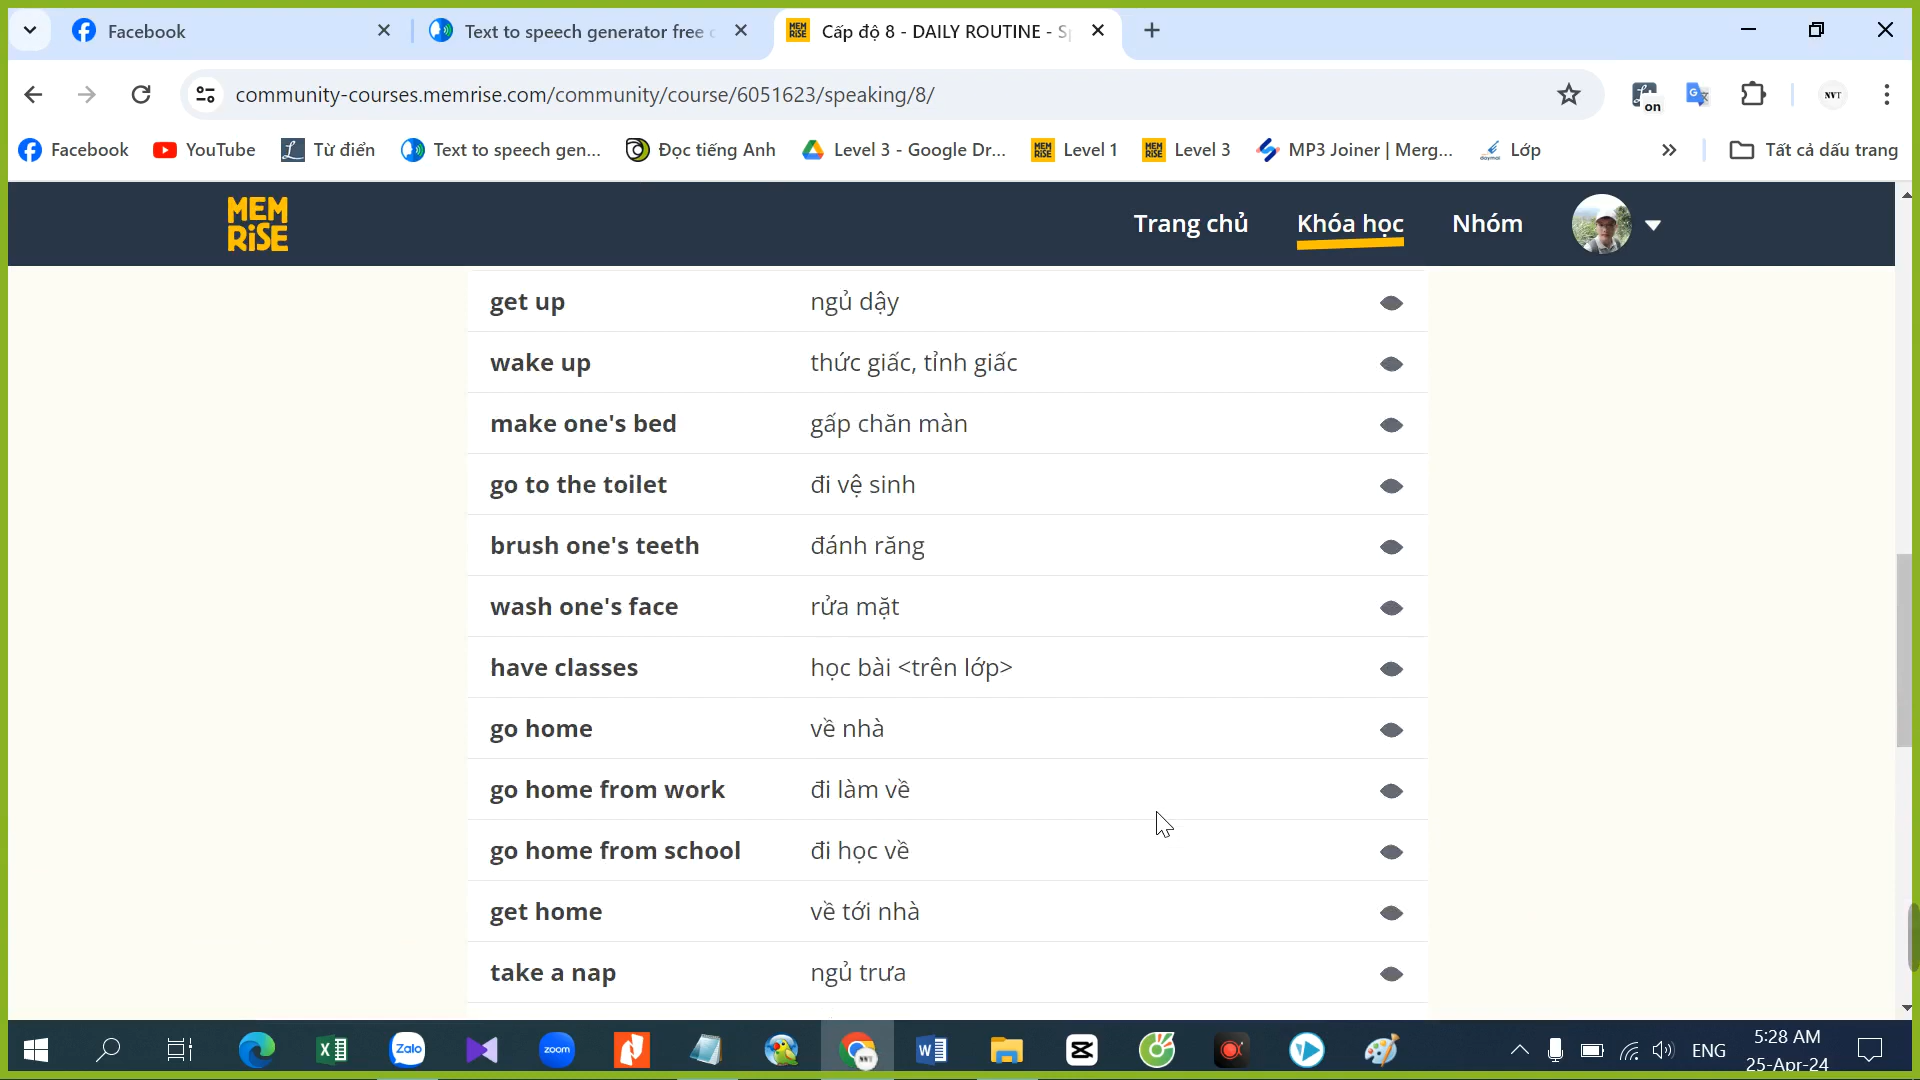 Facebook
Text to speech generator free
Cấp độ 8 - DAILY ROUTINE - Sp
community-courses.memrise.com/community/course/6051623/speaking/8/
on
NVT
Facebook
YouTube
Từ điển
Text to speech gen...
Đọc tiếng Anh
Level 3 - Google Dr...
Level 1
Level 3
MP3 Joiner | Merg...
Lớp
Tất cả dấu trang
MEM
RiSE
Trang chủ
Khóa học
Nhóm
get up ngủ dậy
wake up thức giấc, tỉnh giấc
make one's bed gấp chăn màn
go to the toilet đi vệ sinh
brush one's teeth đánh răng
wash one's face rửa mặt
have classes học bài <trên lớp>
go home về nhà
go home from work đi làm về
go home from school đi học về
get home về tới nhà
take a nap ngủ trưa
Zalo
zoom
ENG
5:28 AM
25-Apr-24